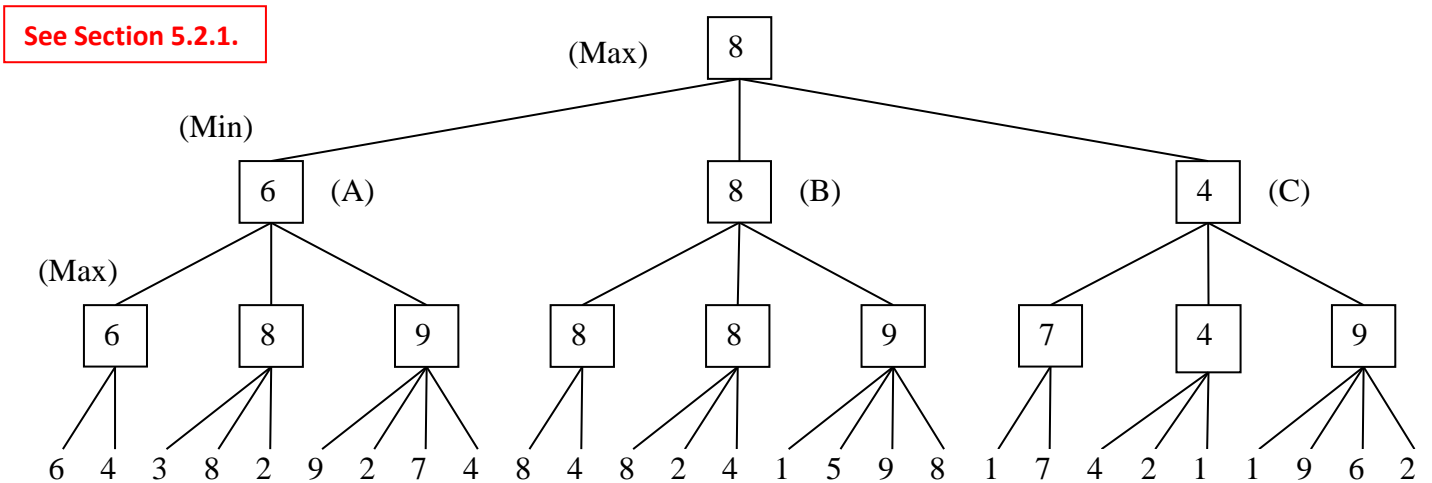 See Section 5.2.1.
(Max) 8
(Min)
6 (A) 8 (B) 4 (C)
(Max)
6 8 9 8 8 9 7 4 9
6 4 3 8 2 9 2 7 4 8 4 8 2 4 1 5 9 8 1 7 4 2 1 1 9 6 2